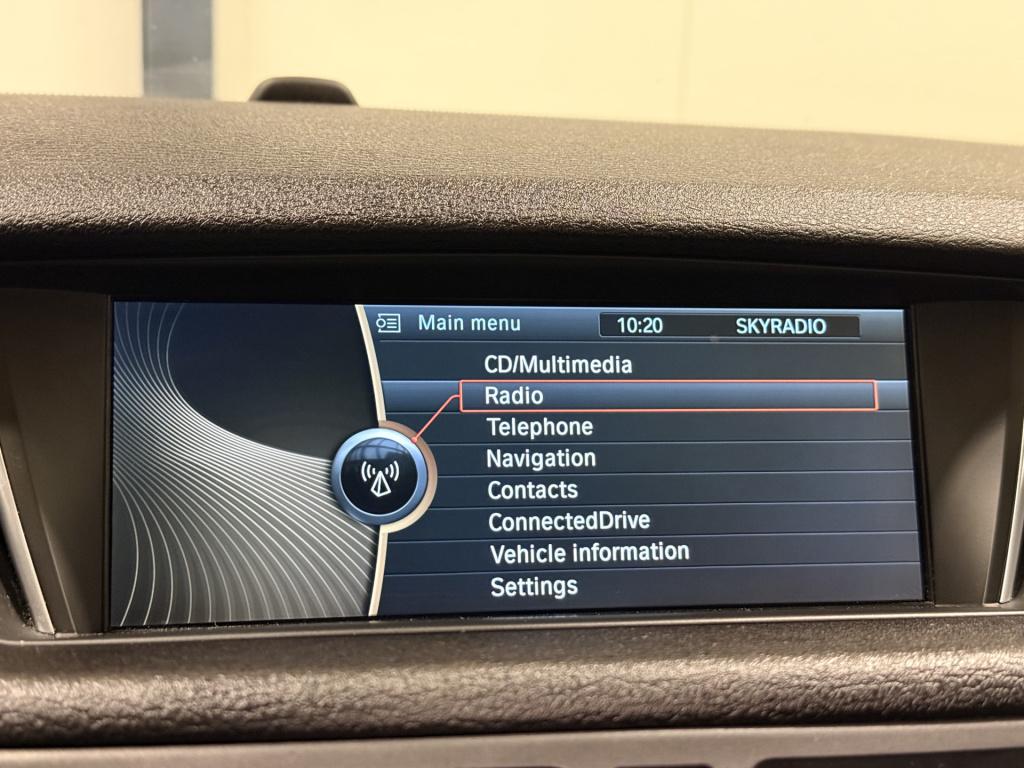 Main menu 10:20 SKYRADIO
CD/Multimedia
Radio
Telephone
Navigation
Contacts
ConnectedDrive
Vehicle information
Settings